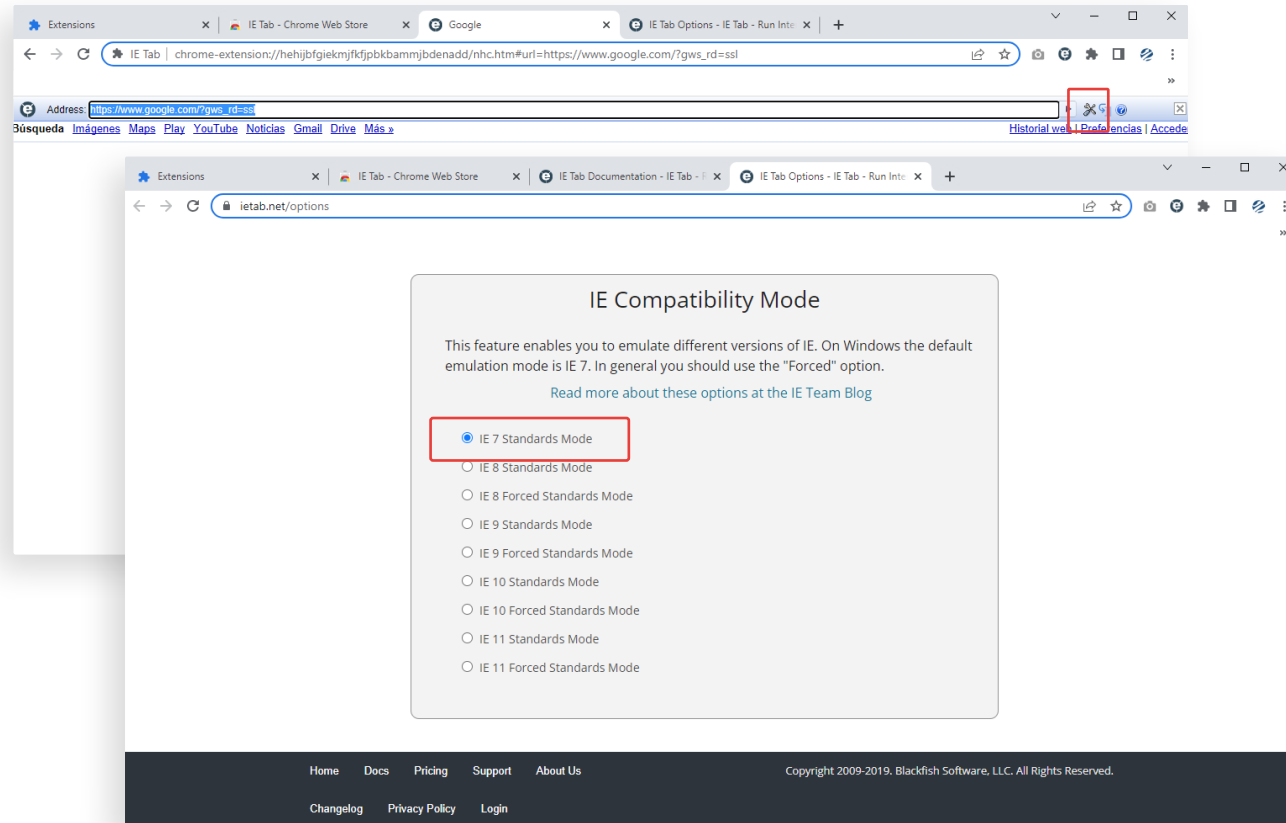 Extensions
IE Tab - Chrome Web Store
Google
IE Tab Options - IE Tab - Run Inte
IE Tab
chrome-extension://hehijbfgiekmjfkfjpbkbammjbdenadd/nhc.htm#url=https://www.google.com/?gws_rd=ssl
Address: https://www.google.com/?gws_rd=ssl
Búsqueda Imágenes Maps Play YouTube Noticias Gmail Drive Más »
Historial web | Preferencias | Accede
Extensions
IE Tab - Chrome Web Store
IE Tab Documentation - IE Tab - R
IE Tab Options - IE Tab - Run Inte
ietab.net/options
IE Compatibility Mode
This feature enables you to emulate different versions of IE. On Windows the default
emulation mode is IE 7. In general you should use the "Forced" option.
Read more about these options at the IE Team Blog
IE 7 Standards Mode
IE 8 Standards Mode
IE 8 Forced Standards Mode
IE 9 Standards Mode
IE 9 Forced Standards Mode
IE 10 Standards Mode
IE 10 Forced Standards Mode
IE 11 Standards Mode
IE 11 Forced Standards Mode
Home Docs Pricing Support About Us
Copyright 2009-2019. Blackfish Software, LLC. All Rights Reserved.
Changelog Privacy Policy Login